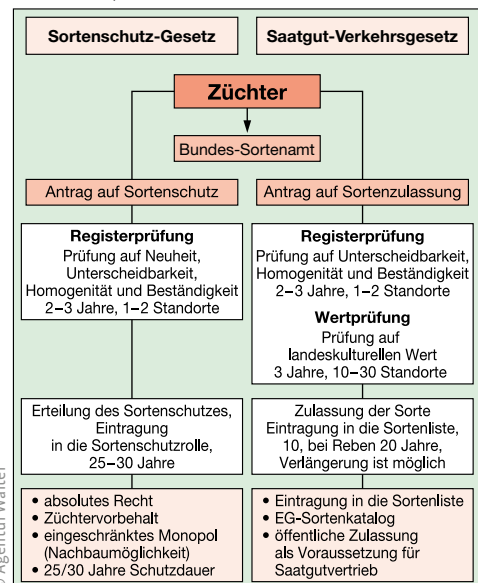 Sortenschutz-Gesetz
Saatgut-Verkehrsgesetz
Züchter
Bundes-Sortenamt
Antrag auf Sortenschutz
Antrag auf Sortenzulassung
Registerprüfung
Prüfung auf Neuheit,
Unterscheidbarkeit,
Homogenität und Beständigkeit
2–3 Jahre, 1–2 Standorte
Registerprüfung
Prüfung auf Unterscheidbarkeit,
Homogenität und Beständigkeit
2–3 Jahre, 1–2 Standorte
Wertprüfung
Prüfung auf
landeskulturellen Wert
3 Jahre, 10–30 Standorte
Erteilung des Sortenschutzes,
Eintragung
in die Sortenschutzrolle,
25–30 Jahre
Zulassung der Sorte
Eintragung in die Sortenliste,
10, bei Reben 20 Jahre,
Verlängerung ist möglich
• absolutes Recht
• Züchtervorbehalt
• eingeschränktes Monopol
(Nachbaumöglichkeit)
• 25/30 Jahre Schutzdauer
• Eintragung in die Sortenliste
• EG-Sortenkatalog
• öffentliche Zulassung
als Voraussetzung für
Saatgutvertrieb
© Agentur Walter